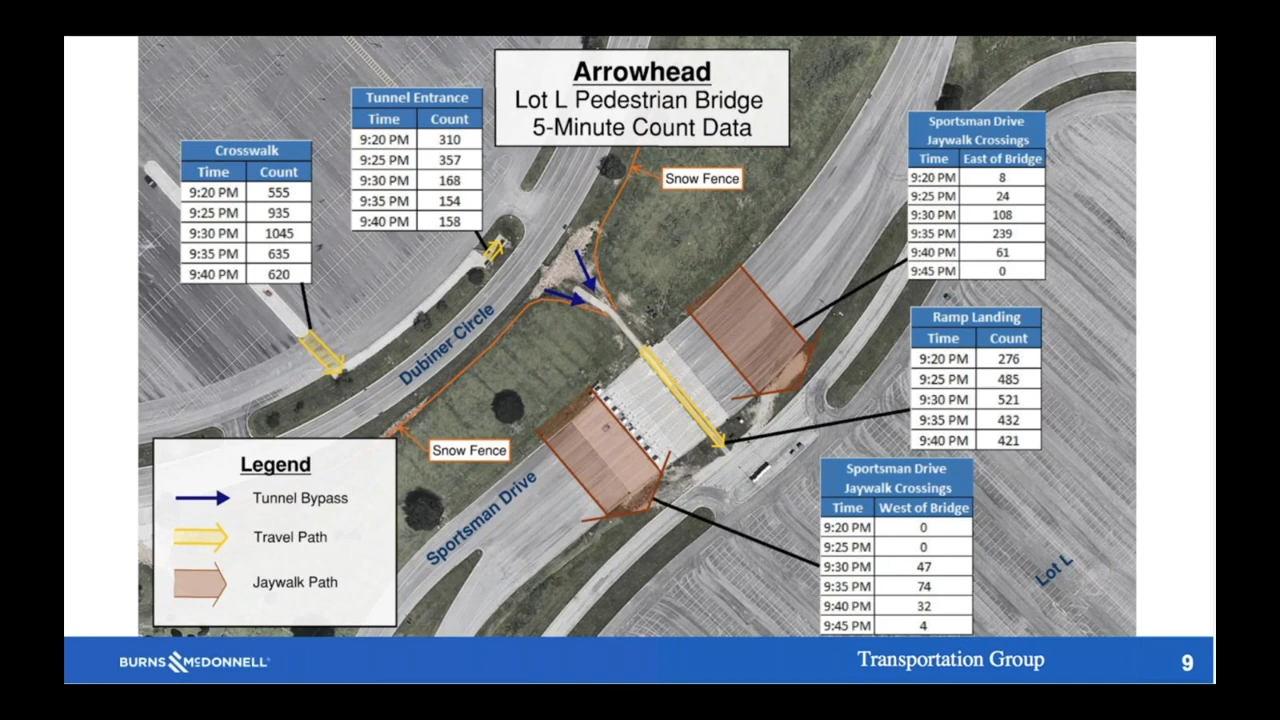 Arrowhead
Lot L Pedestrian Bridge
5-Minute Count Data
Tunnel Entrance
Time Count
9:20 PM 310
9:25 PM 357
9:30 PM 168
9:35 PM 154
9:40 PM 158
Crosswalk
Time Count
9:20 PM 555
9:25 PM 935
9:30 PM 1045
9:35 PM 635
9:40 PM 620
Snow Fence
Sportsman Drive
Jaywalk Crossings
Time East of Bridge
9:20 PM 8
9:25 PM 24
9:30 PM 108
9:35 PM 239
9:40 PM 61
9:45 PM 0
Dubiner Circle
Ramp Landing
Time Count
9:20 PM 276
9:25 PM 485
9:30 PM 521
9:35 PM 432
9:40 PM 421
Snow Fence
Sportsman Drive
Sportsman Drive
Jaywalk Crossings
Time West of Bridge
9:20 PM 0
9:25 PM 0
9:30 PM 47
9:35 PM 74
9:40 PM 32
9:45 PM 4
Lot L
Legend
Tunnel Bypass
Travel Path
Jaywalk Path
BURNS MCDONNELL
Transportation Group
9